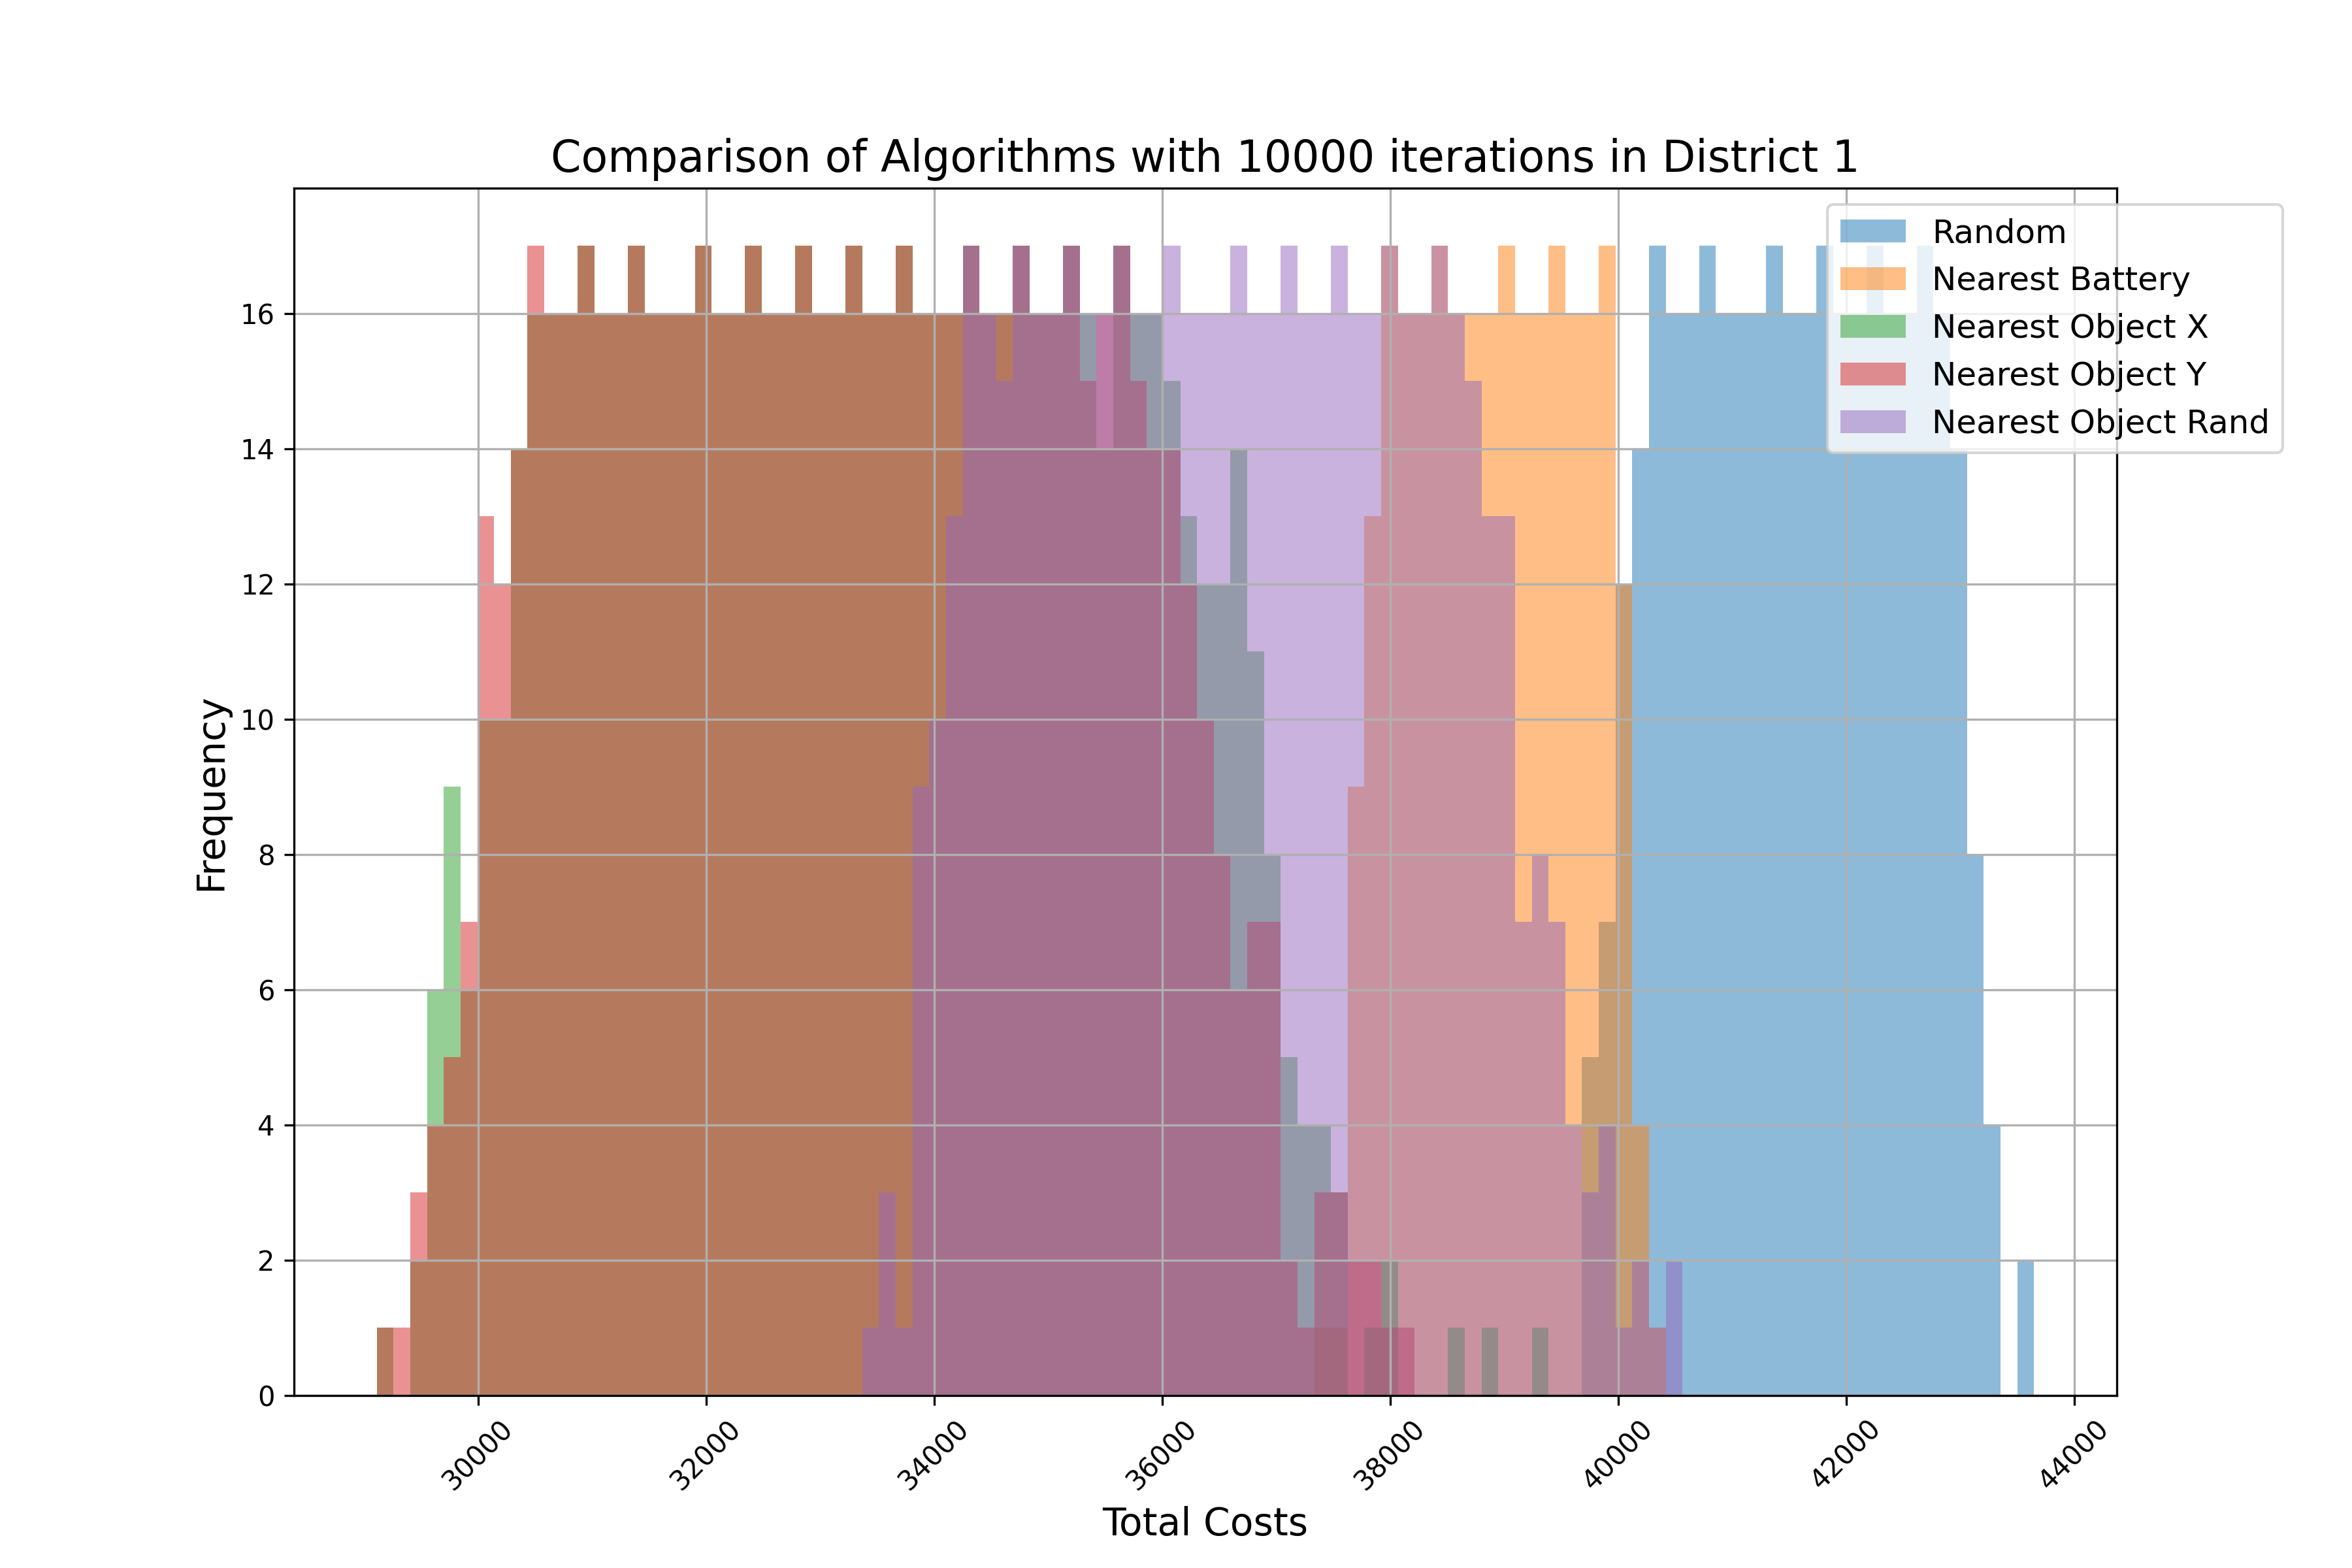 Comparison of Algorithms with 10000 iterations in District 1
Random
Nearest Battery
Nearest Object X
Nearest Object Y
Nearest Object Rand
Frequency
16
14
12
10
8
6
4
2
0
30000
32000
34000
36000
38000
40000
42000
44000
Total Costs